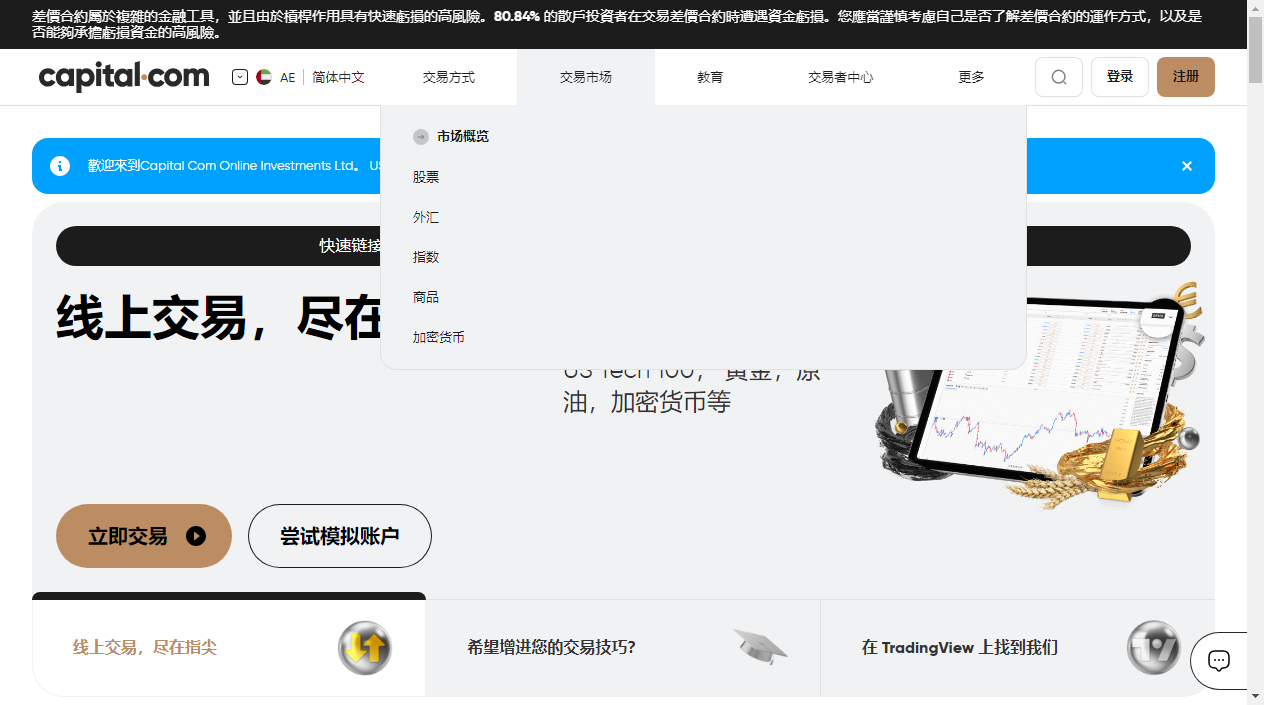 差價合約屬於複雜的金融工具，並且由於槓桿作用具有快速虧損的高風險。80.84% 的散戶投資者在交易差價合約時遭遇資金虧損。您應當謹慎考慮自己是否了解差價合約的運作方式，以及是
否能夠承擔虧損資金的高風險。
capital.com AE 简体中文 交易方式 交易市场 教育 交易者中心 更多 登录 注册
市场概览
歡迎來到Capital Com Online Investments Ltd。
股票
外汇
快速链接
指数
商品
线上交易，尽在
加密货币
US Tech 100， 黄金，原
油，加密货币等
立即交易 尝试模拟账户
线上交易，尽在指尖 希望增进您的交易技巧? 在 TradingView 上找到我们